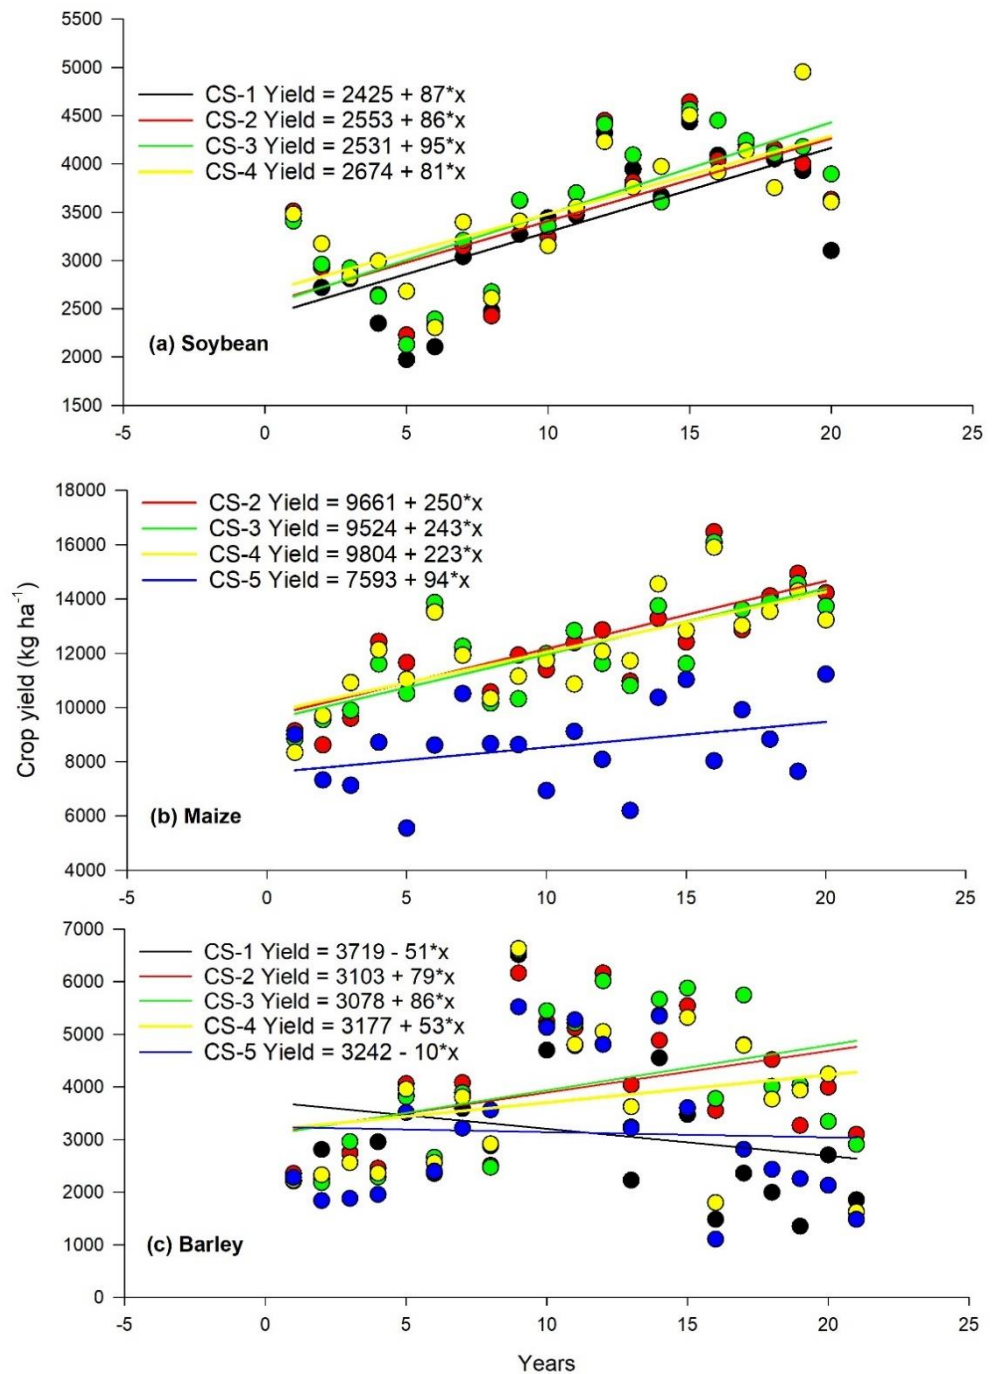 5500
5000
4500
4000
3500
3000
2500
2000
1500
CS-1 Yield = 2425 + 87*x
CS-2 Yield = 2553 + 86*x
CS-3 Yield = 2531 + 95*x
CS-4 Yield = 2674 + 81*x
(a) Soybean
-5 0 5 10 15 20 25
Crop yield (kg ha⁻¹)
18000
16000
14000
12000
10000
8000
6000
4000
CS-2 Yield = 9661 + 250*x
CS-3 Yield = 9524 + 243*x
CS-4 Yield = 9804 + 223*x
CS-5 Yield = 7593 + 94*x
(b) Maize
-5 0 5 10 15 20 25
7000
6000
5000
4000
3000
2000
1000
0
CS-1 Yield = 3719 - 51*x
CS-2 Yield = 3103 + 79*x
CS-3 Yield = 3078 + 86*x
CS-4 Yield = 3177 + 53*x
CS-5 Yield = 3242 - 10*x
(c) Barley
-5 0 5 10 15 20 25
Years